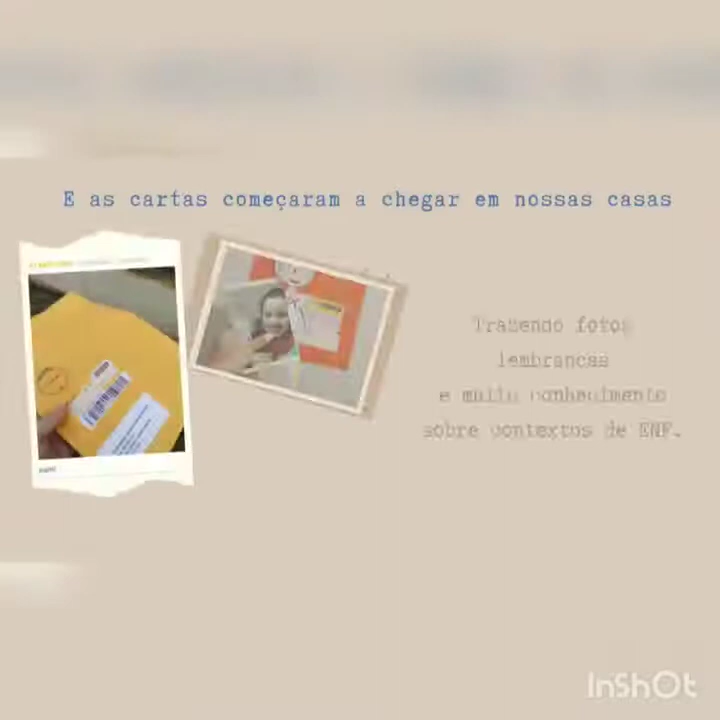 E as cartas começaram a chegar em nossas casas
Trazendo fotos
lembranças
e muito conhecimento
sobre contextos de ENF.
InShOt